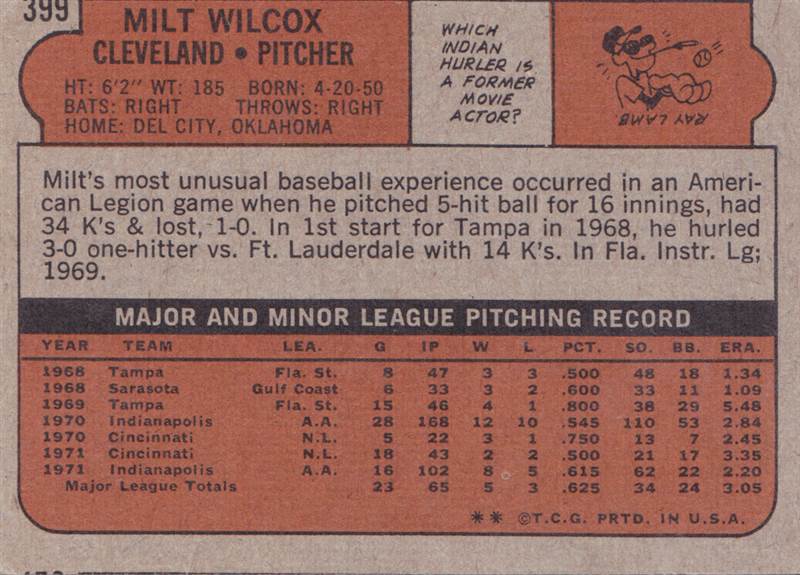 399
MILT WILCOX
CLEVELAND • PITCHER
HT: 6'2" WT: 185 BORN: 4-20-50
BATS: RIGHT THROWS: RIGHT
HOME: DEL CITY, OKLAHOMA
WHICH
INDIAN
HURLER IS
A FORMER
MOVIE
ACTOR?
RAY LAMB.
Milt's most unusual baseball experience occurred in an Ameri-
can Legion game when he pitched 5-hit ball for 16 innings, had
34 K's & lost, 1-0. In 1st start for Tampa in 1968, he hurled
3-0 one-hitter vs. Ft. Lauderdale with 14 K's. In Fla. Instr. Lg;
1969.
MAJOR AND MINOR LEAGUE PITCHING RECORD
YEAR TEAM LEA. G IP W L PCT. SO. BB. ERA.
1968 Tampa Fla. St. 8 47 3 3 .500 48 18 1.34
1968 Sarasota Gulf Coast 6 33 3 2 .600 33 11 1.09
1969 Tampa Fla. St. 15 46 4 1 .800 38 29 5.48
1970 Indianapolis A.A. 28 168 12 10 .545 110 53 2.84
1970 Cincinnati N.L. 5 22 3 1 .750 13 7 2.45
1971 Cincinnati N.L. 18 43 2 2 .500 21 17 3.35
1971 Indianapolis A.A. 16 102 8 5 .615 62 22 2.20
Major League Totals 23 65 5 3 .625 34 24 3.05
** ©T.C.G. PRTD. IN U.S.A.